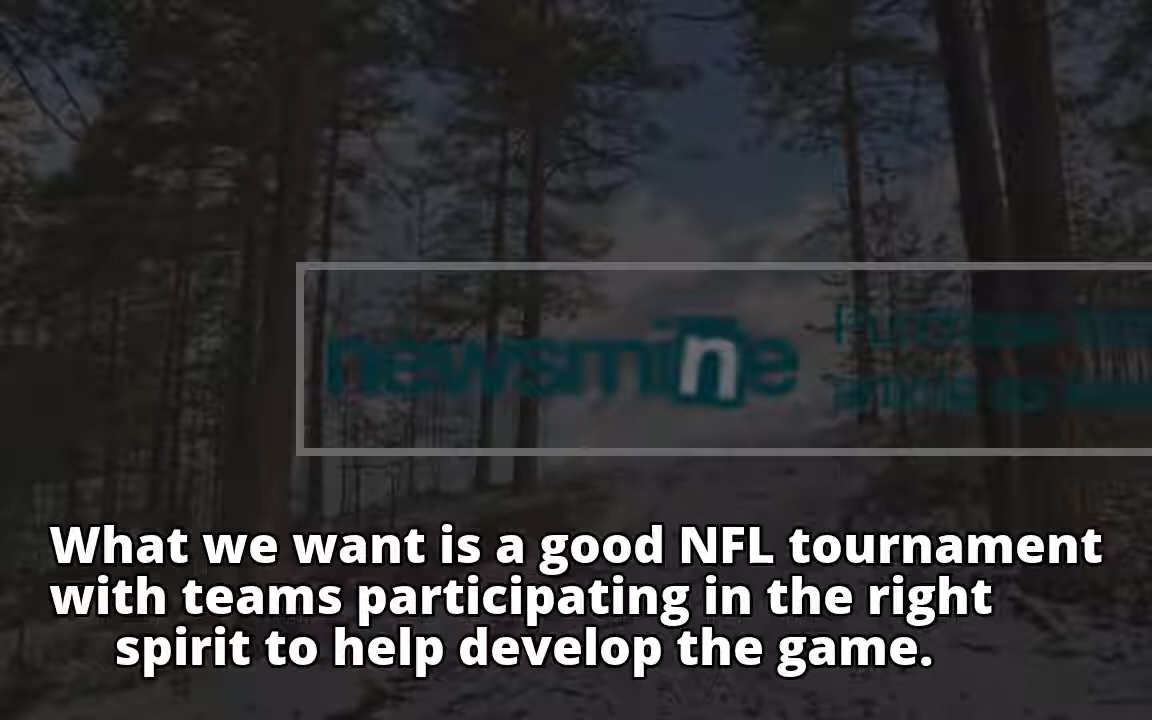 newsmine
What we want is a good NFL tournament
with teams participating in the right
spirit to help develop the game.